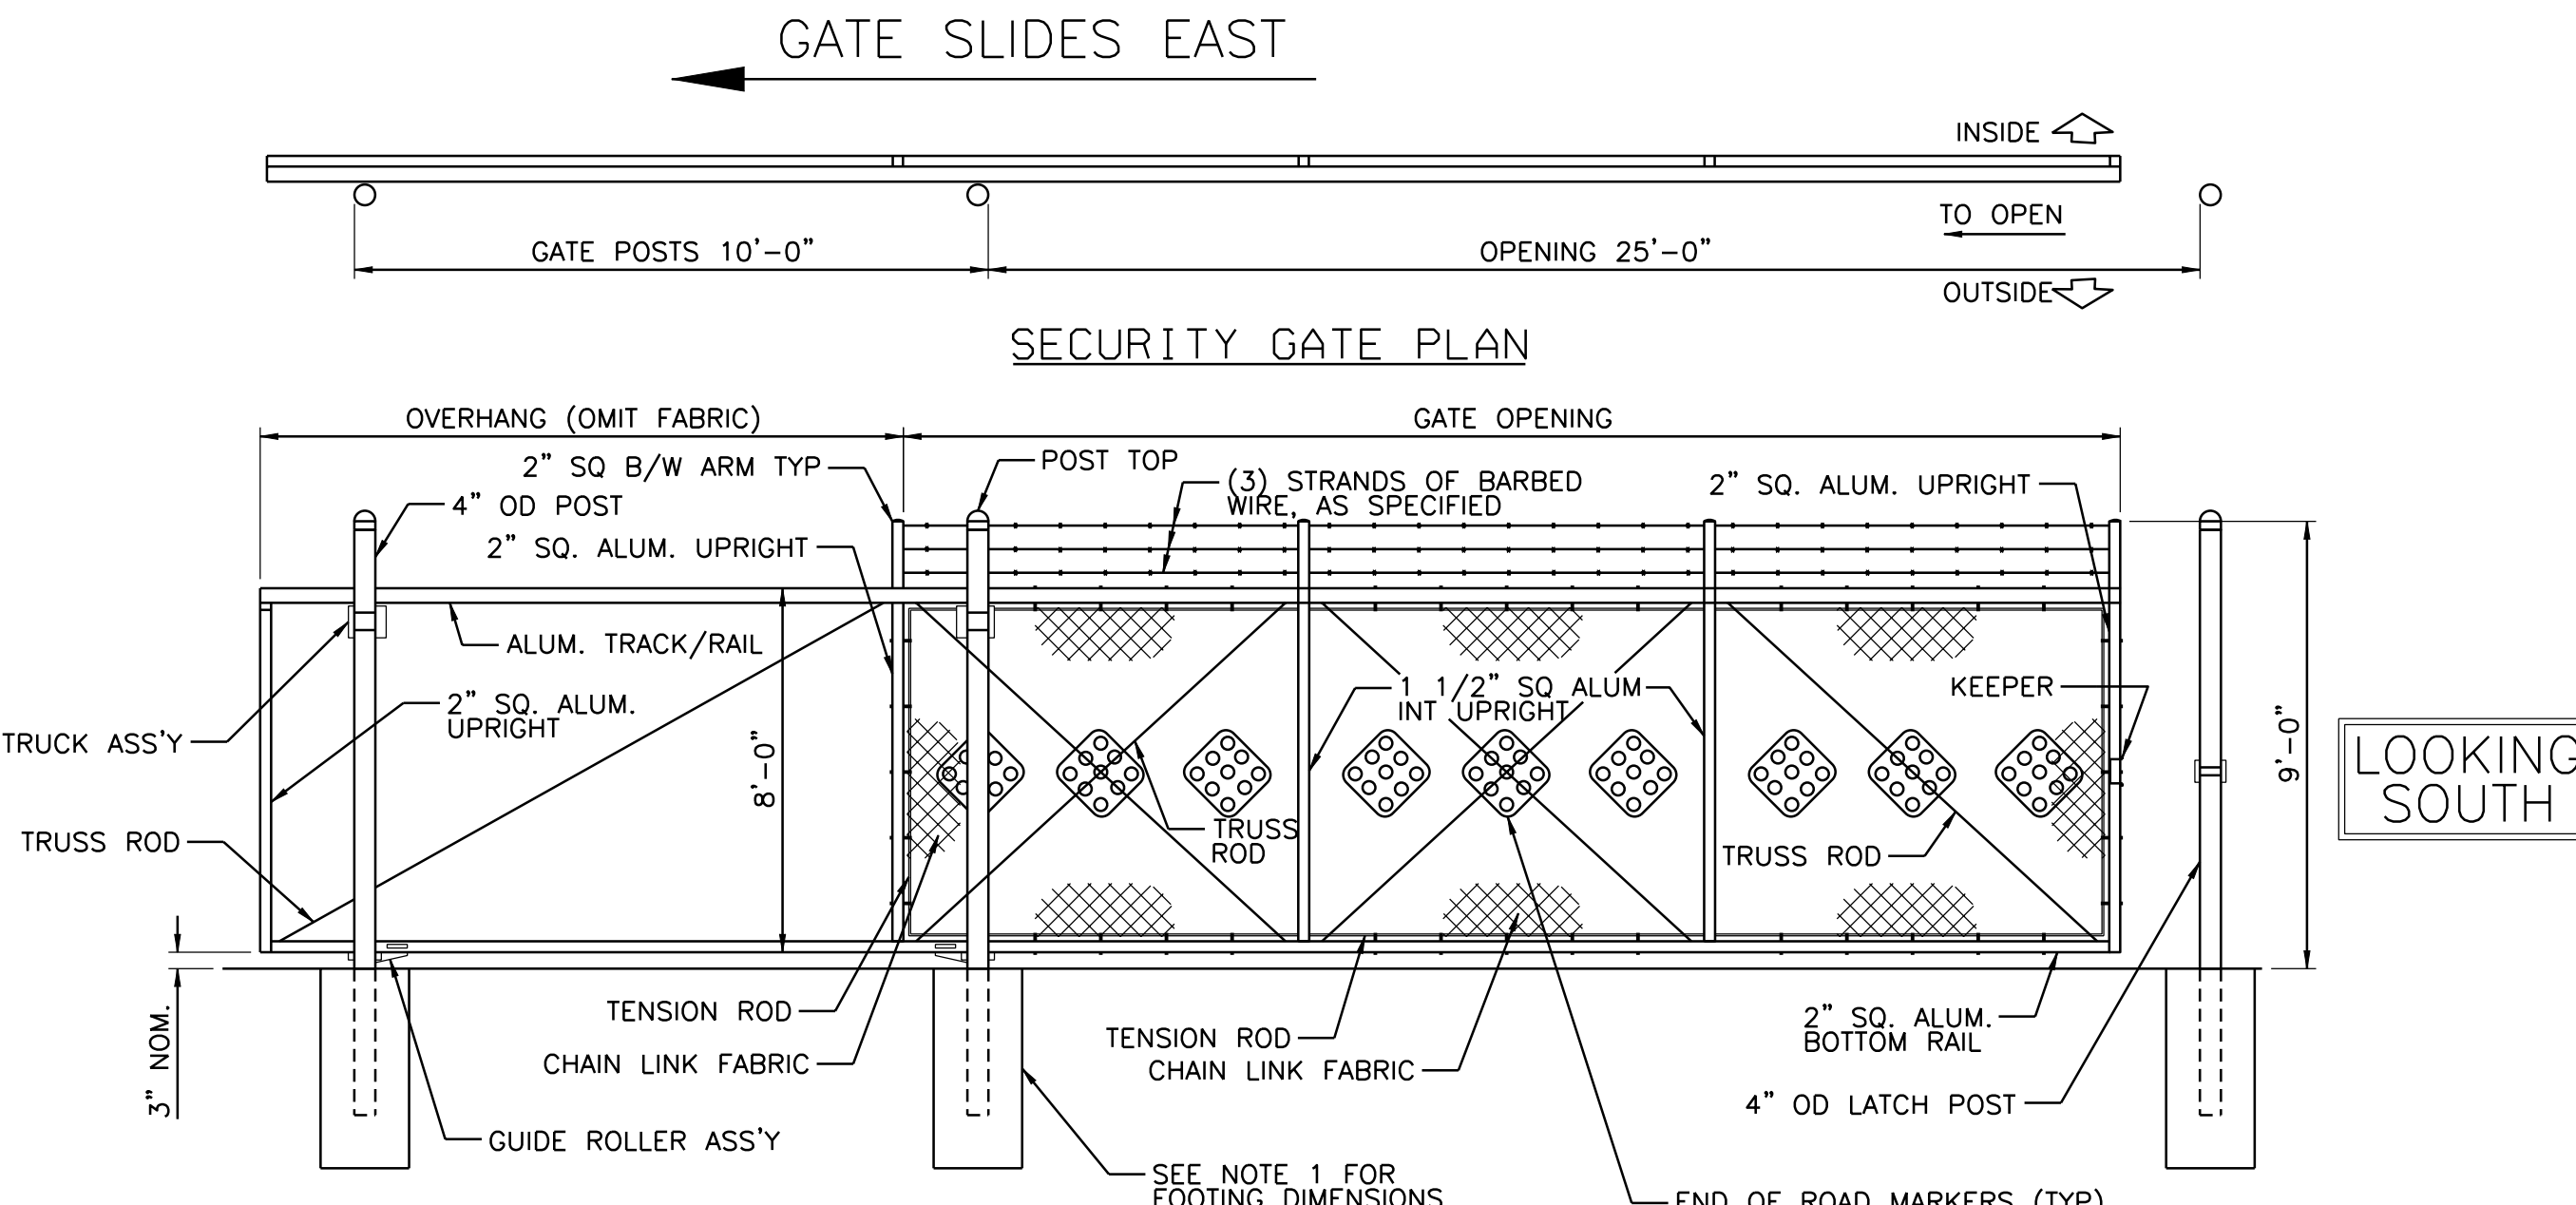 GATE SLIDES EAST
INSIDE
TO OPEN
GATE POSTS 10'-0"
OPENING 25'-0"
OUTSIDE
SECURITY GATE PLAN
OVERHANG (OMIT FABRIC)
GATE OPENING
2" SQ B/W ARM TYP
POST TOP
(3) STRANDS OF BARBED
WIRE, AS SPECIFIED
2" SQ. ALUM. UPRIGHT
4" OD POST
2" SQ. ALUM. UPRIGHT
ALUM. TRACK/RAIL
1 1/2" SQ ALUM
INT UPRIGHT
KEEPER
2" SQ. ALUM.
UPRIGHT
TRUCK ASS'Y
8'-0"
9'-0"
LOOKING
SOUTH
TRUSS ROD
TRUSS
ROD
TRUSS ROD
3" NOM.
TENSION ROD
CHAIN LINK FABRIC
TENSION ROD
CHAIN LINK FABRIC
2" SQ. ALUM.
BOTTOM RAIL
4" OD LATCH POST
GUIDE ROLLER ASS'Y
SEE NOTE 1 FOR
FOOTING DIMENSIONS
END OF ROAD MARKERS (TYP)